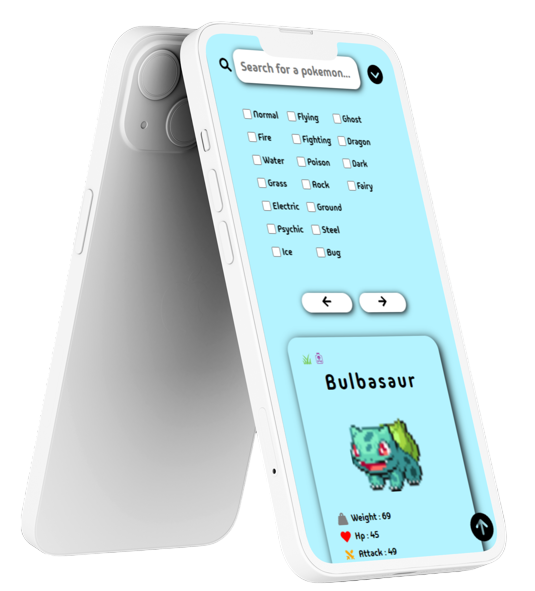 Search for a pokemon...
Normal Flying Ghost
Fire Fighting Dragon
Water Poison Dark
Grass Rock Fairy
Electric Ground
Psychic Steel
Ice Bug
Bulbasaur
Weight : 69
Hp : 45
Attack : 49